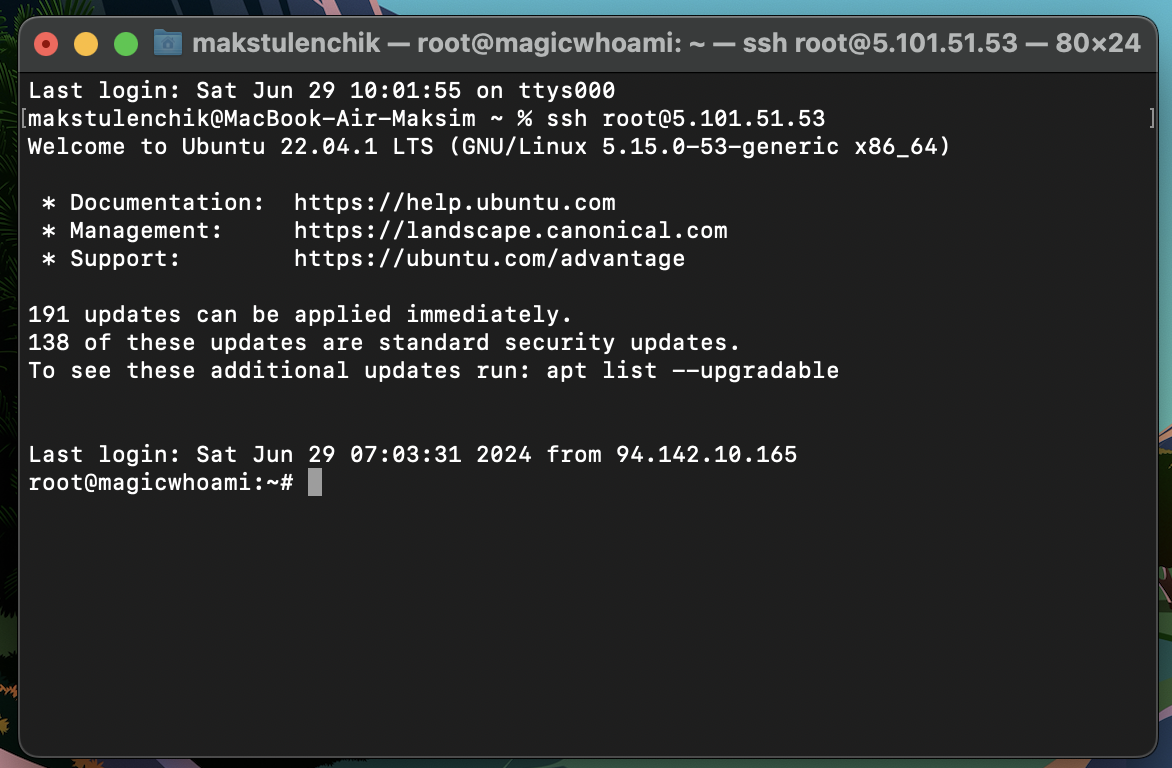 makstulenchik — root@magicwhoami: ~ — ssh root@5.101.51.53 — 80×24
Last login: Sat Jun 29 10:01:55 on ttys000
[makstulenchik@MacBook-Air-Maksim ~ % ssh root@5.101.51.53 ]
Welcome to Ubuntu 22.04.1 LTS (GNU/Linux 5.15.0-53-generic x86_64)
* Documentation:  https://help.ubuntu.com
* Management:     https://landscape.canonical.com
* Support:        https://ubuntu.com/advantage
191 updates can be applied immediately.
138 of these updates are standard security updates.
To see these additional updates run: apt list --upgradable
Last login: Sat Jun 29 07:03:31 2024 from 94.142.10.165
root@magicwhoami:~#